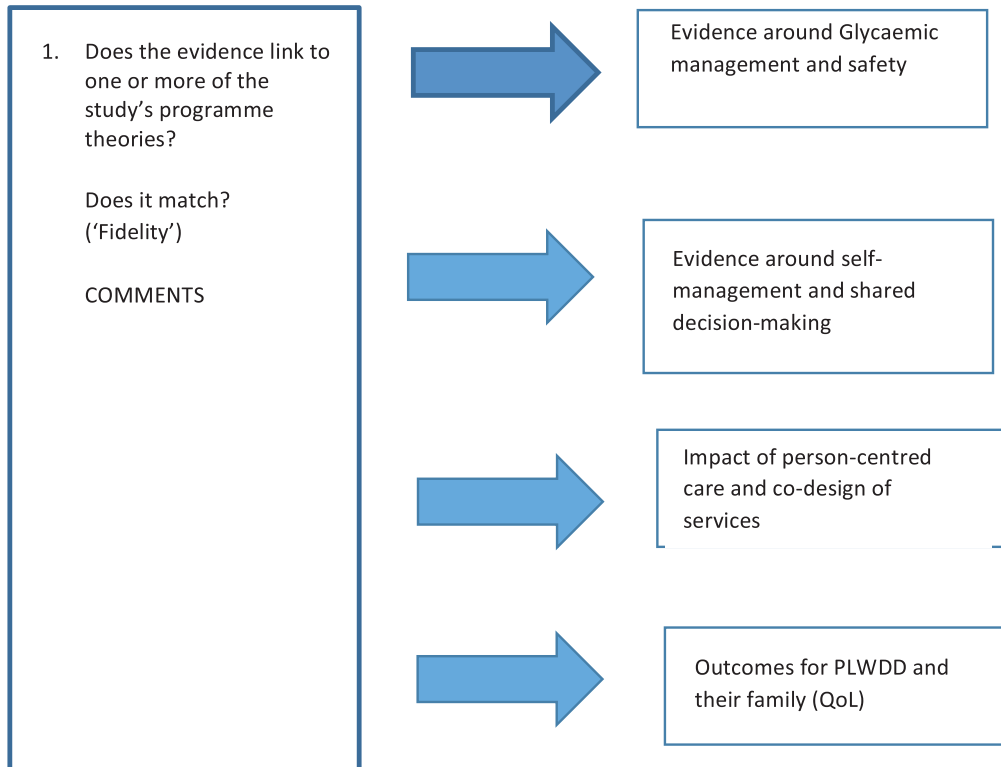 1. Does the evidence link to
one or more of the
study’s programme
theories?
Does it match?
(‘Fidelity’)
COMMENTS
Evidence around Glycaemic
management and safety
Evidence around self-
management and shared
decision-making
Impact of person-centred
care and co-design of
services
Outcomes for PLWDD and
their family (QoL)